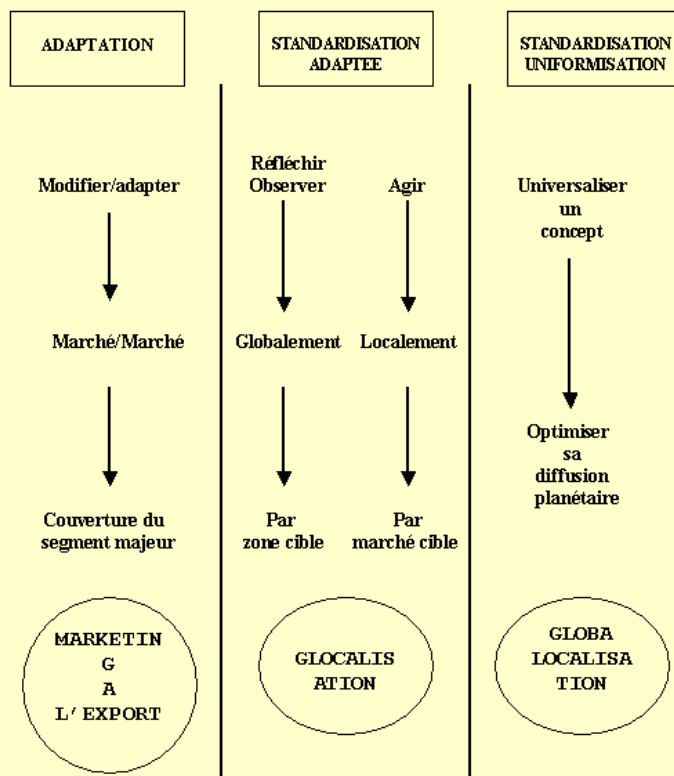 ADAPTATION
STANDARDISATION
ADAPTEE
STANDARDISATION
UNIFORMISATION
Modifier/adapter
Marché/Marché
Couverture du
segment majeur
MARKETIN
G
A
L'EXPORT
Réfléchir
Observer
Globalement
Par
zone cible
Agir
Localement
Par
marché cible
GLOCALIS
ATION
Universaliser
un
concept
Optimiser
sa
diffusion
planétaire
GLOBA
LOCALISA
TION